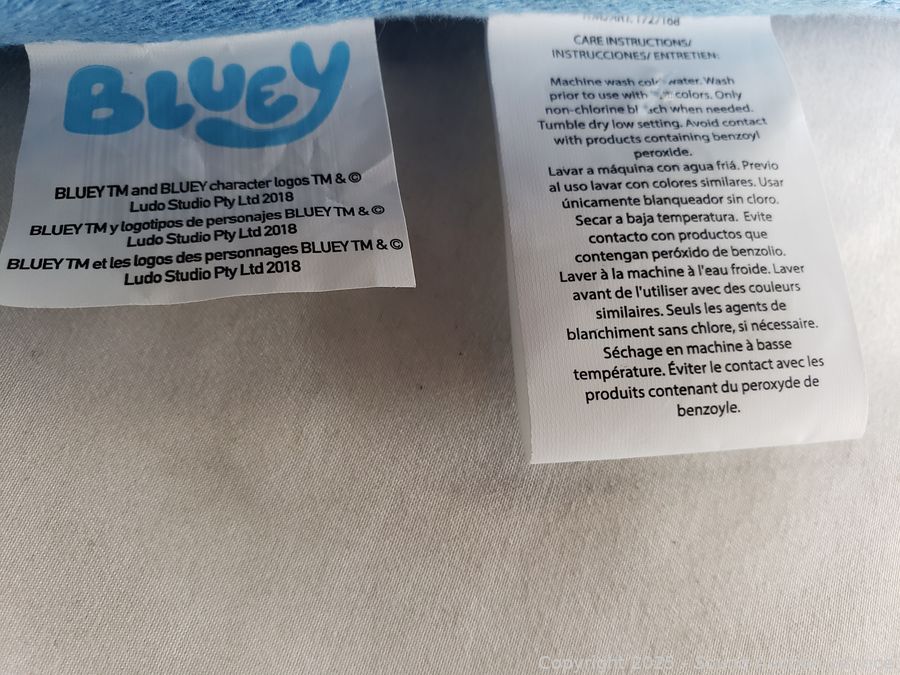 BLUEY
BLUEY TM and BLUEY character logos TM & ©
Ludo Studio Pty Ltd 2018
BLUEY TM y logotipos de personajes BLUEY TM & ©
Ludo Studio Pty Ltd 2018
BLUEY TM et les logos des personnages BLUEY TM & ©
Ludo Studio Pty Ltd 2018
CARE INSTRUCTIONS/
INSTRUCCIONES/ ENTRETIEN:
Machine wash water. Wash
prior to use with colors. Only
non-chlorine when needed.
Tumble dry low setting. Avoid contact
with products containing benzoyl
peroxide.
Lavar a máquina con agua friá. Previo
al uso lavar con colores similares. Usar
únicamente blanqueador sin cloro.
Secar a baja temperatura. Evite
contacto con productos que
contengan peróxido de benzolio.
Laver à la machine à l'eau froide. Laver
avant de l'utiliser avec des couleurs
similaires. Seuls les agents de
blanchiment sans chlore, si nécessaire.
Séchage en machine à basse
température. Éviter le contact avec les
produits contenant du peroxyde de
benzoyle.
Copyright